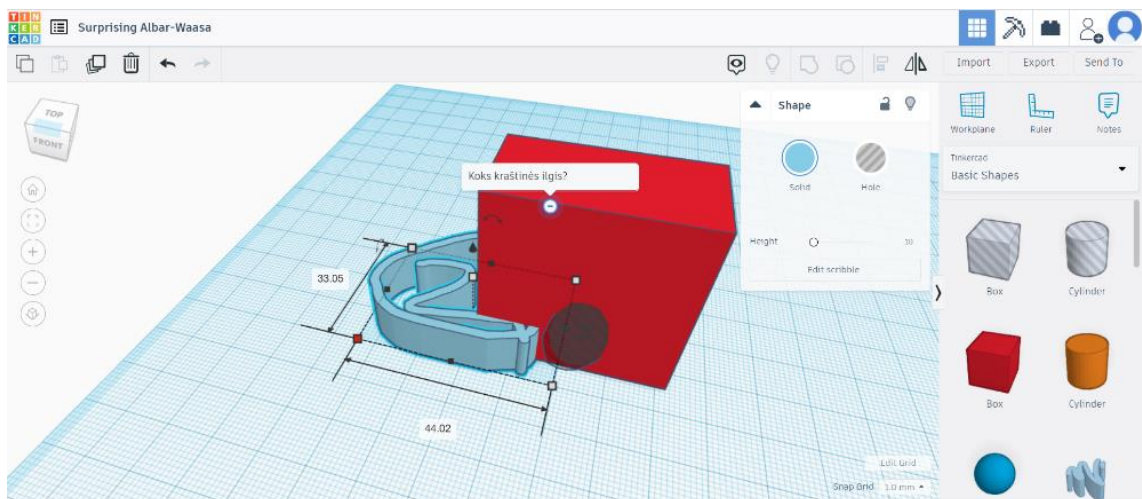 TIN
KER
CAD
Surprising Albar-Waasa
Import
Export
Send To
TOP
FRONT
Shape
Solid
Hole
Height
10
Edit scribble
Workplane
Ruler
Notes
Tinkercad
Basic Shapes
Box
Cylinder
Box
Cylinder
Koks kraštinės ilgis?
33.05
44.02
Edit Grid
Snap Grid
1.0 mm